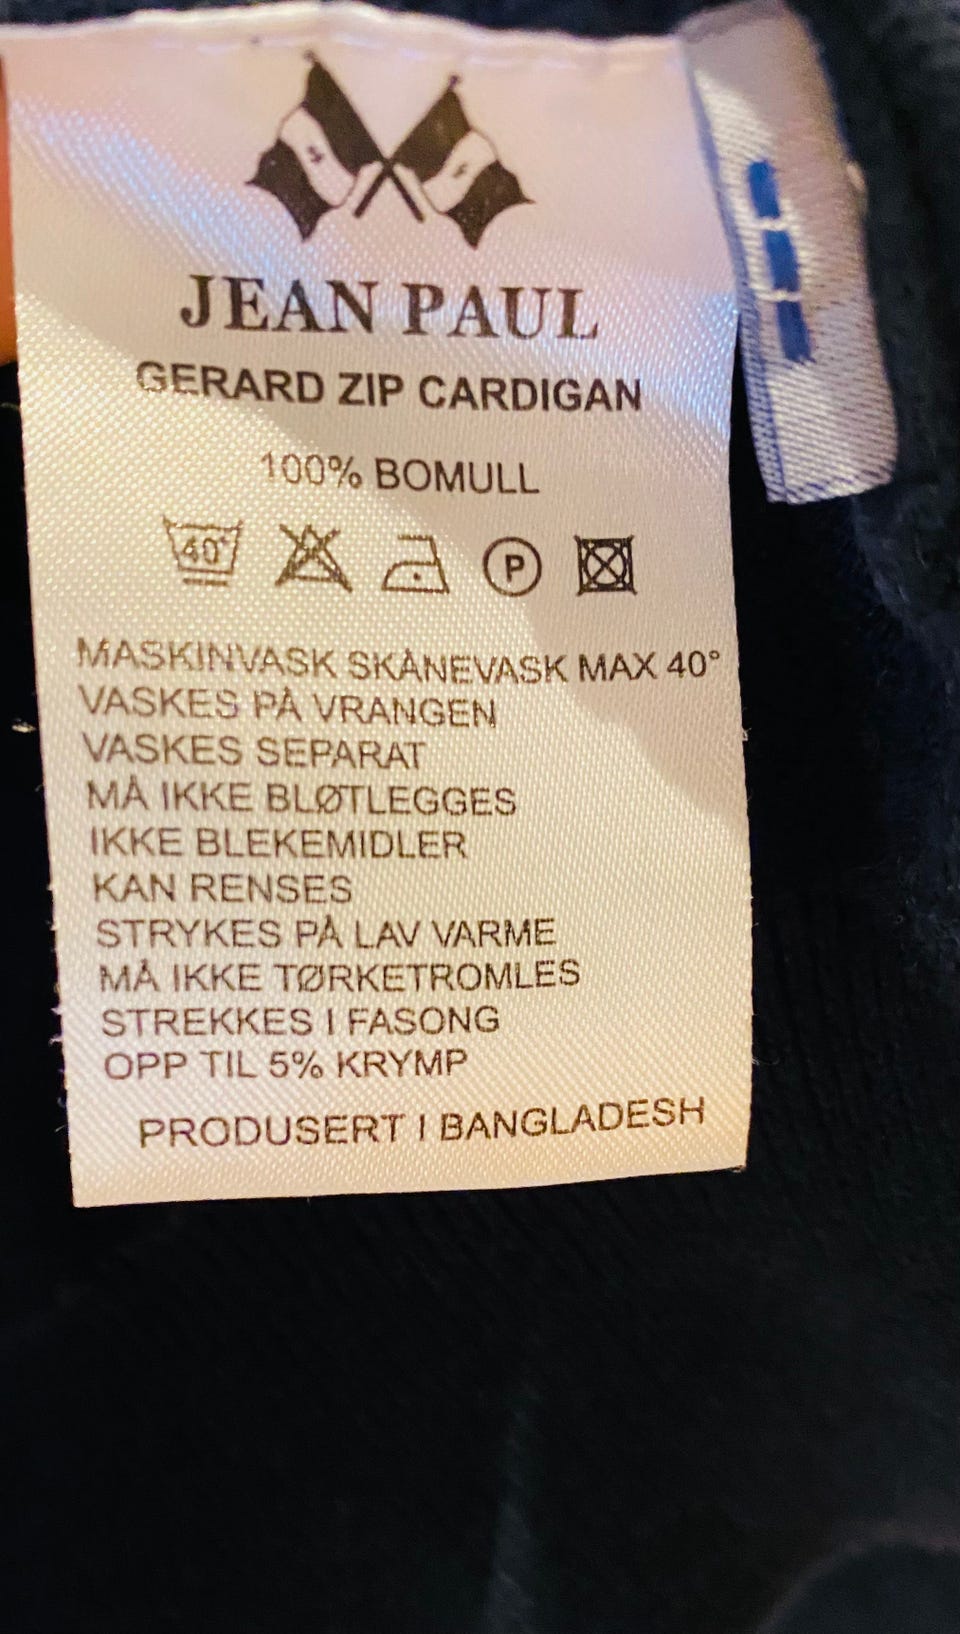 JEAN PAUL
GERARD ZIP CARDIGAN
100% BOMULL
40°
P
MASKINVASK SKÅNEVASK MAX 40°
VASKES PÅ VRANGEN
VASKES SEPARAT
MÅ IKKE BLØTLEGGES
IKKE BLEKEMIDLER
KAN RENSES
STRYKES PÅ LAV VARME
MÅ IKKE TØRKETROMLES
STREKKES I FASONG
OPP TIL 5% KRYMP
PRODUSERT I BANGLADESH